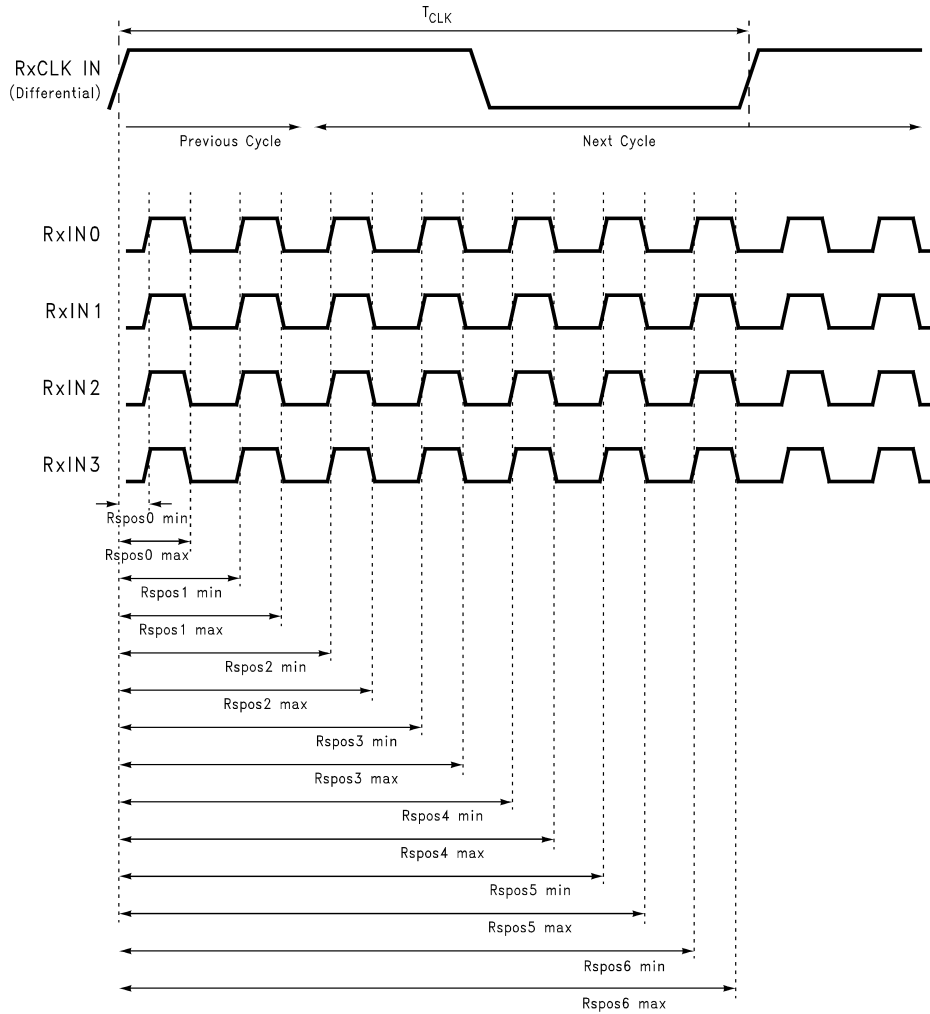 T_CLK
RxCLK IN
(Differential)
Previous Cycle
Next Cycle
RxIN0
RxIN1
RxIN2
RxIN3
Rspos0 min
Rspos0 max
Rspos1 min
Rspos1 max
Rspos2 min
Rspos2 max
Rspos3 min
Rspos3 max
Rspos4 min
Rspos4 max
Rspos5 min
Rspos5 max
Rspos6 min
Rspos6 max